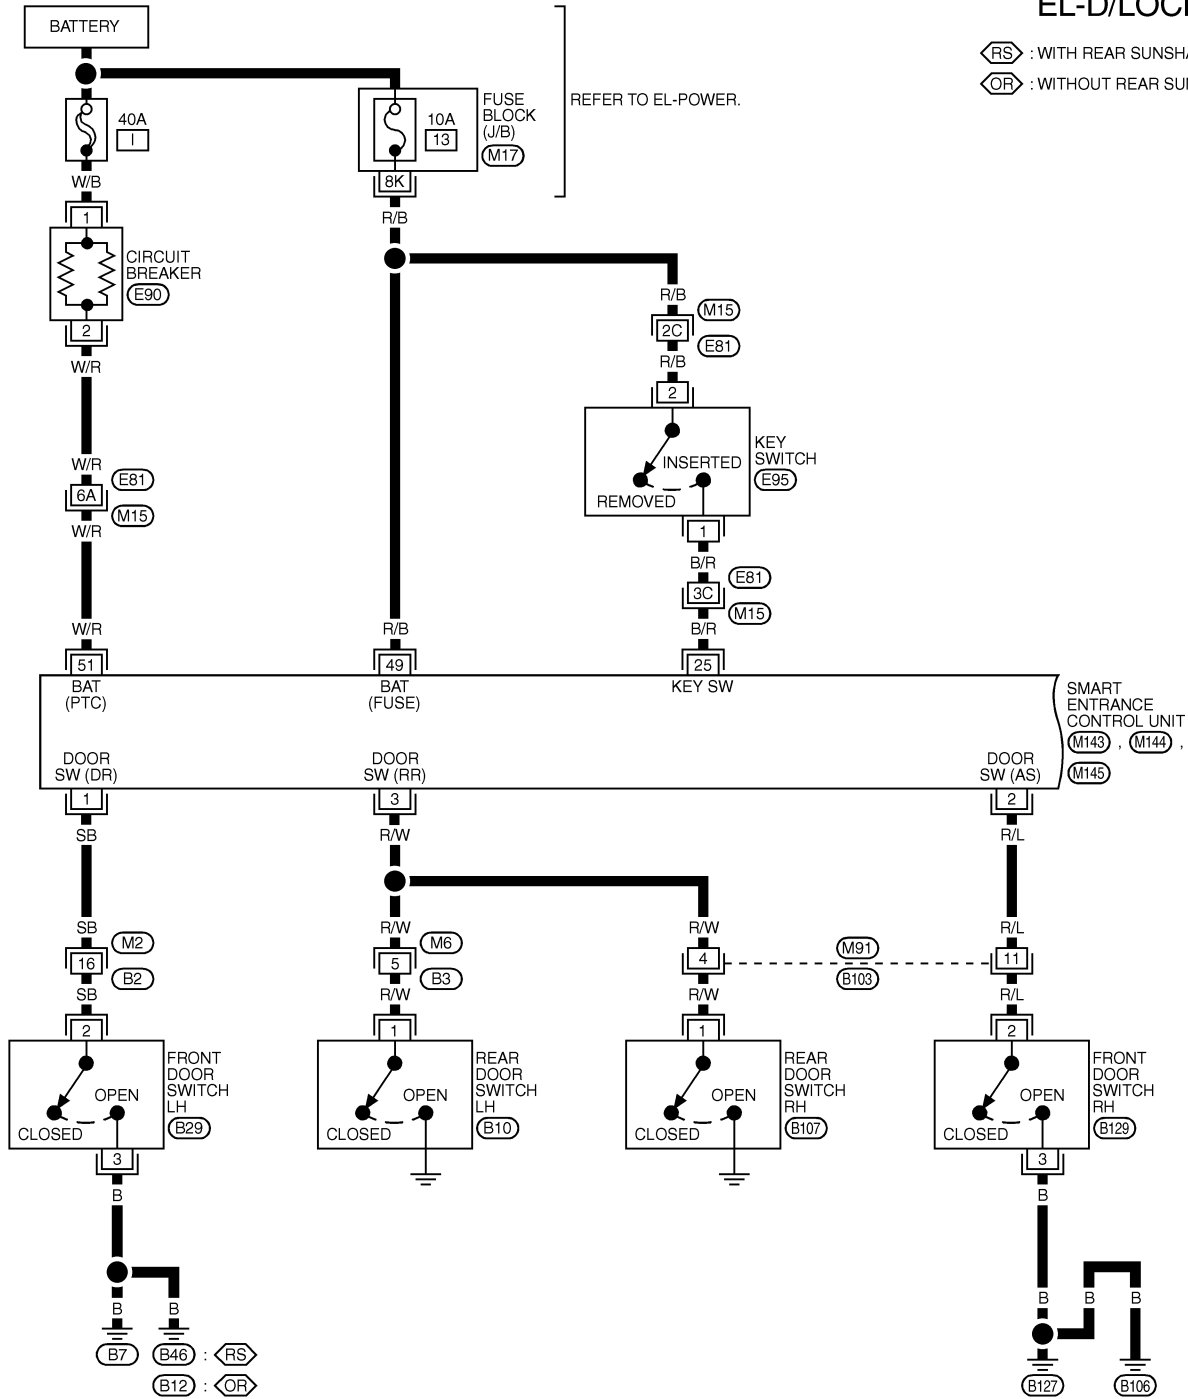 EL-D/LOC
BATTERY
RS : WITH REAR SUNSHA
OR : WITHOUT REAR SU
40A
I
10A
13
FUSE
BLOCK
(J/B)
M17
REFER TO EL-POWER.
W/B
8K
1
R/B
CIRCUIT
BREAKER
E90
2
W/R
R/B
M15
2C
E81
R/B
2
KEY
SWITCH
E95
INSERTED
REMOVED
W/R
E81
6A
M15
W/R
1
B/R
E81
3C
M15
W/R
R/B
B/R
51
49
25
BAT
(PTC)
BAT
(FUSE)
KEY SW
SMART
ENTRANCE
CONTROL UNIT
M143 , M144 ,
M145
DOOR
SW (DR)
DOOR
SW (RR)
DOOR
SW (AS)
1
3
2
SB
R/W
R/L
SB
R/W
R/W
R/L
M2
M6
M91
16
5
4
11
B2
B3
B103
SB
R/W
R/W
R/L
2
1
1
2
FRONT
DOOR
SWITCH
LH
B29
OPEN
CLOSED
REAR
DOOR
SWITCH
LH
B10
OPEN
CLOSED
REAR
DOOR
SWITCH
RH
B107
OPEN
CLOSED
FRONT
DOOR
SWITCH
RH
B129
OPEN
CLOSED
3
3
B
B
B
B
B
B
B
B7
B46 : RS
B12 : OR
B127
B106